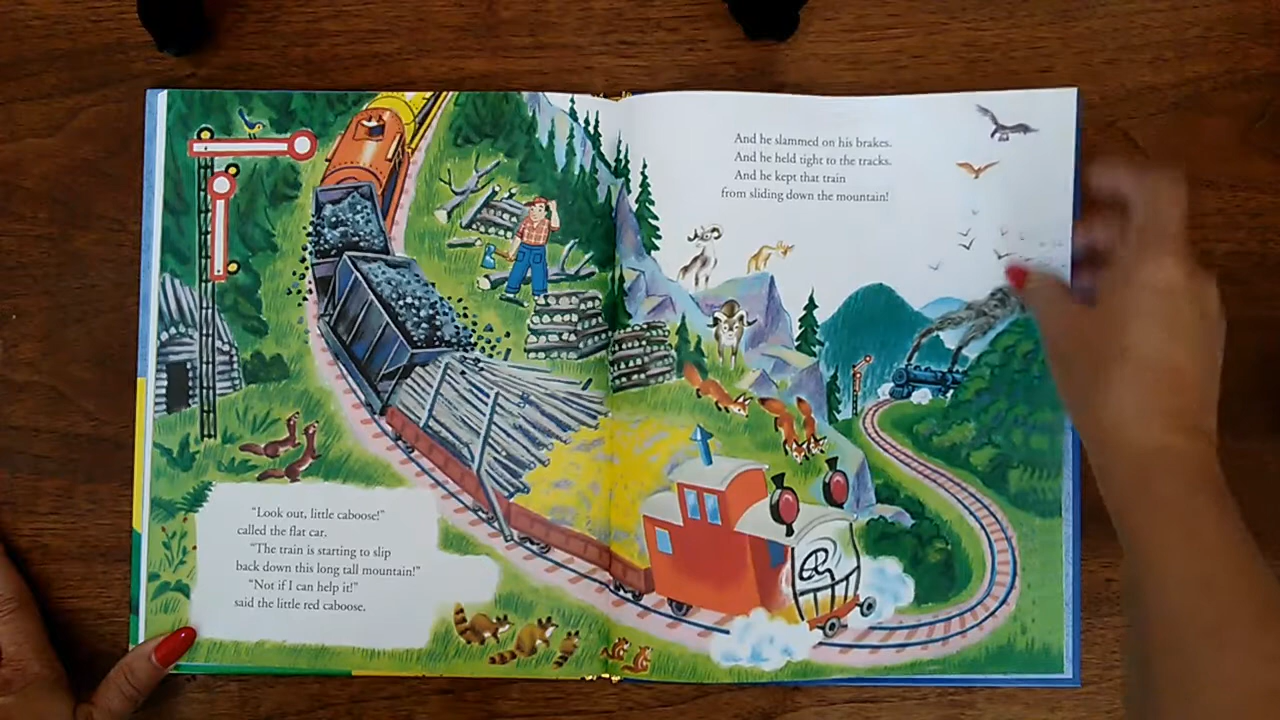 “Look out, little caboose!”
called the flat car.
“The train is starting to slip
back down this long tall mountain!”
“Not if I can help it!”
said the little red caboose.
And he slammed on his brakes.
And he held tight to the tracks.
And he kept that train
from sliding down the mountain!